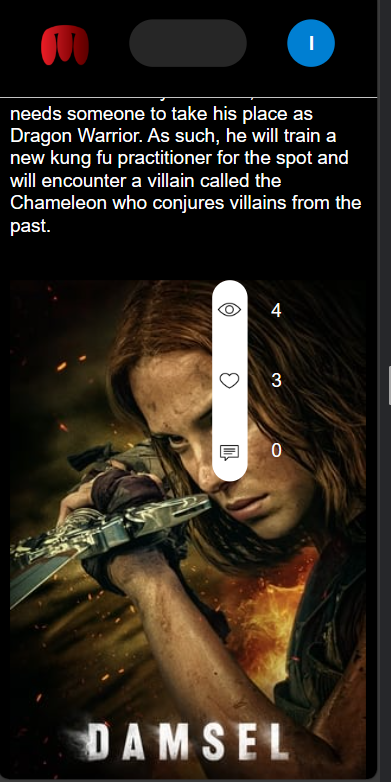 I
needs someone to take his place as
Dragon Warrior. As such, he will train a
new kung fu practitioner for the spot and
will encounter a villain called the
Chameleon who conjures villains from the
past.
4
3
0
DAMSEL